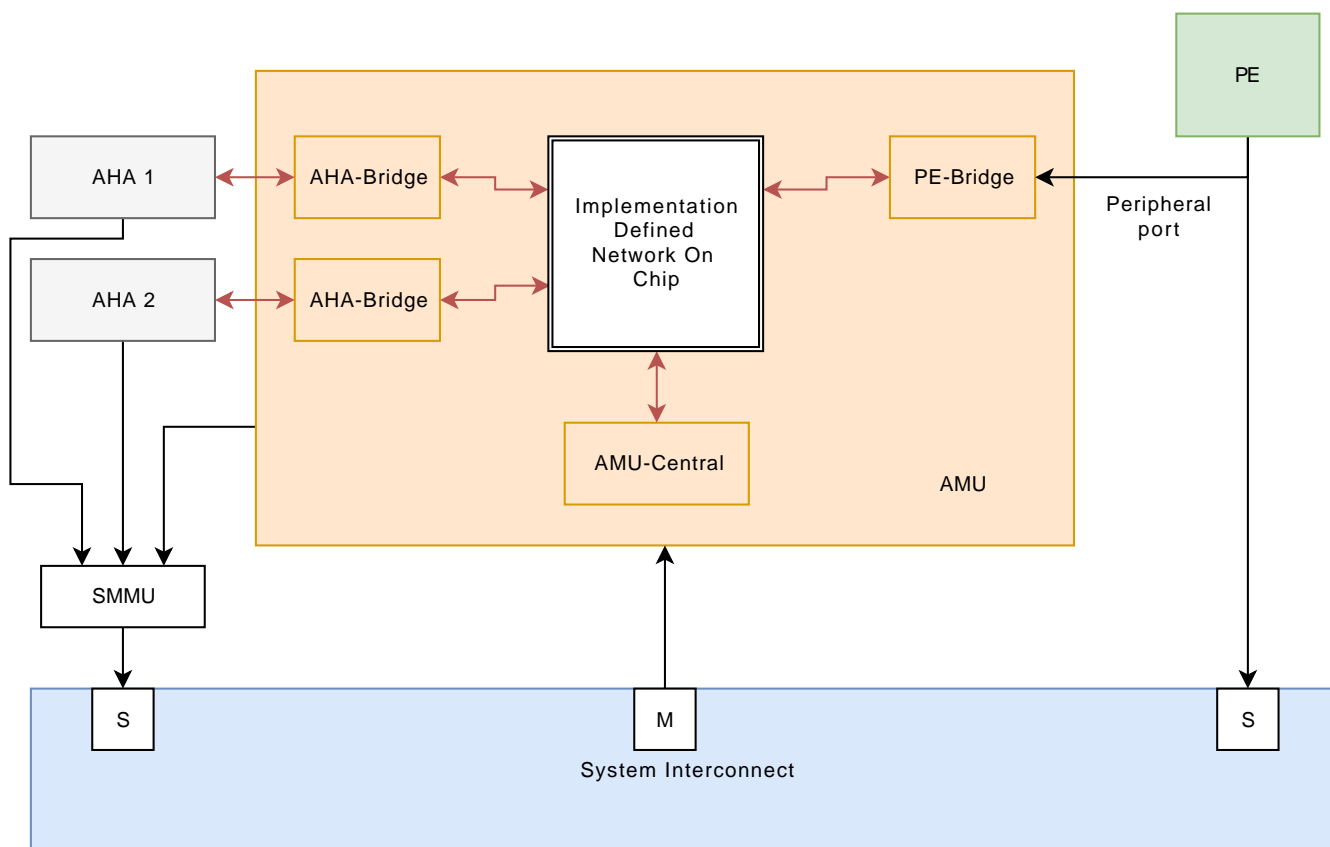 PE
AHA 1
AHA-Bridge
Implementation
Defined
Network On
Chip
PE-Bridge
Peripheral
port
AHA 2
AHA-Bridge
AMU-Central
AMU
SMMU
S
M
S
System Interconnect